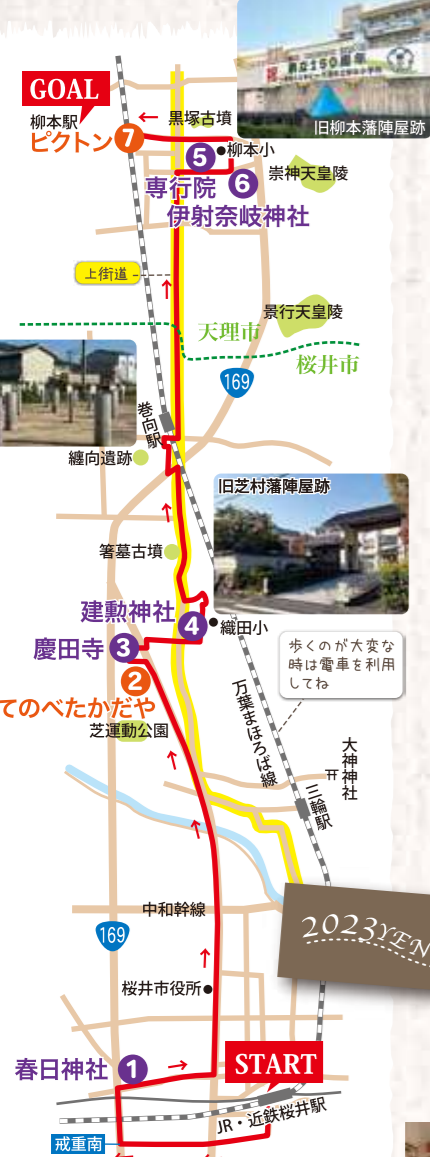 創立150周年
旧柳本藩陣屋跡
GOAL
柳本駅
ピクトン
7
←
黒塚古墳
5
柳本小
専行院
6
崇神天皇陵
伊射奈岐神社
上街道
↑
景行天皇陵
天理市
桜井市
169
巻向駅
纒向遺跡
↑
旧芝村藩陣屋跡
箸墓古墳
建勲神社
4
織田小
慶田寺
3
2
てのべたかだや
芝運動公園
歩くのが大変な
時は電車を利用
してね
万葉まほろば線
大神神社
三輪駅
↑
↑
中和幹線
169
2023YEN
↑
桜井市役所
春日神社
1
→
START
JR・近鉄桜井駅
戒重南
←